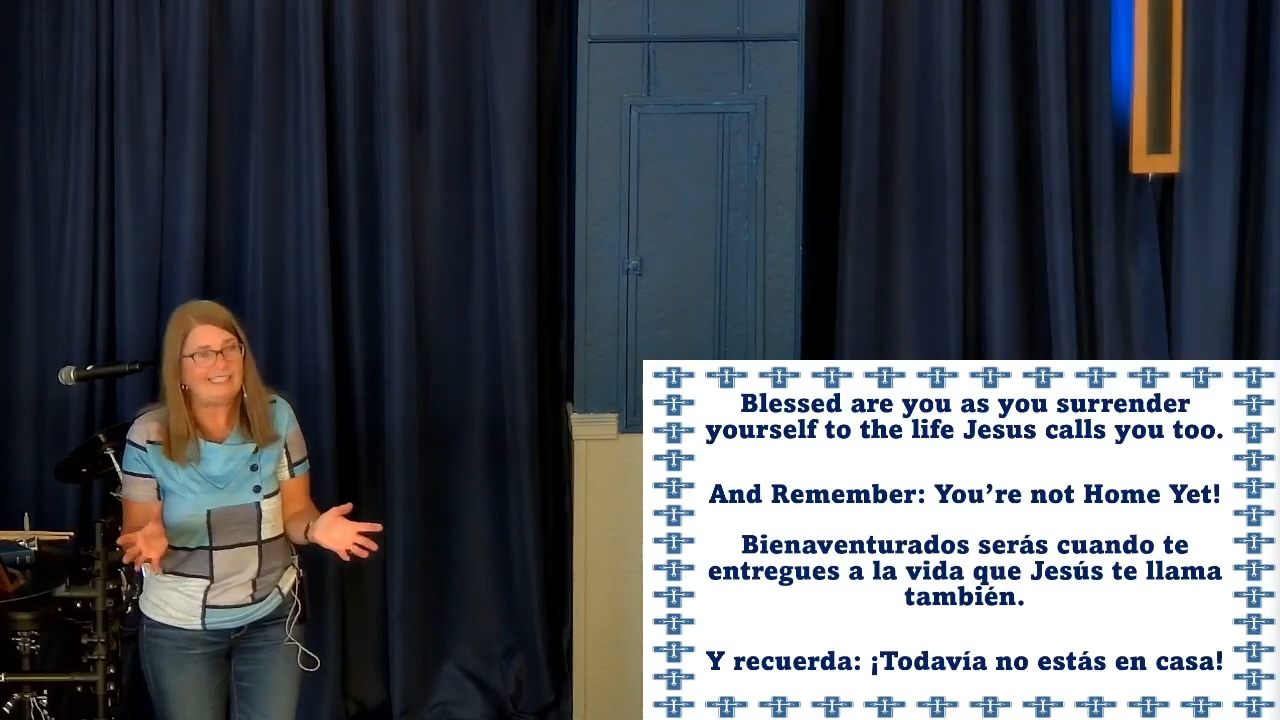 Blessed are you as you surrender
yourself to the life Jesus calls you too.
And Remember: You’re not Home Yet!
Bienaventurados serás cuando te
entregues a la vida que Jesús te llama
también.
Y recuerda: ¡Todavía no estás en casa!